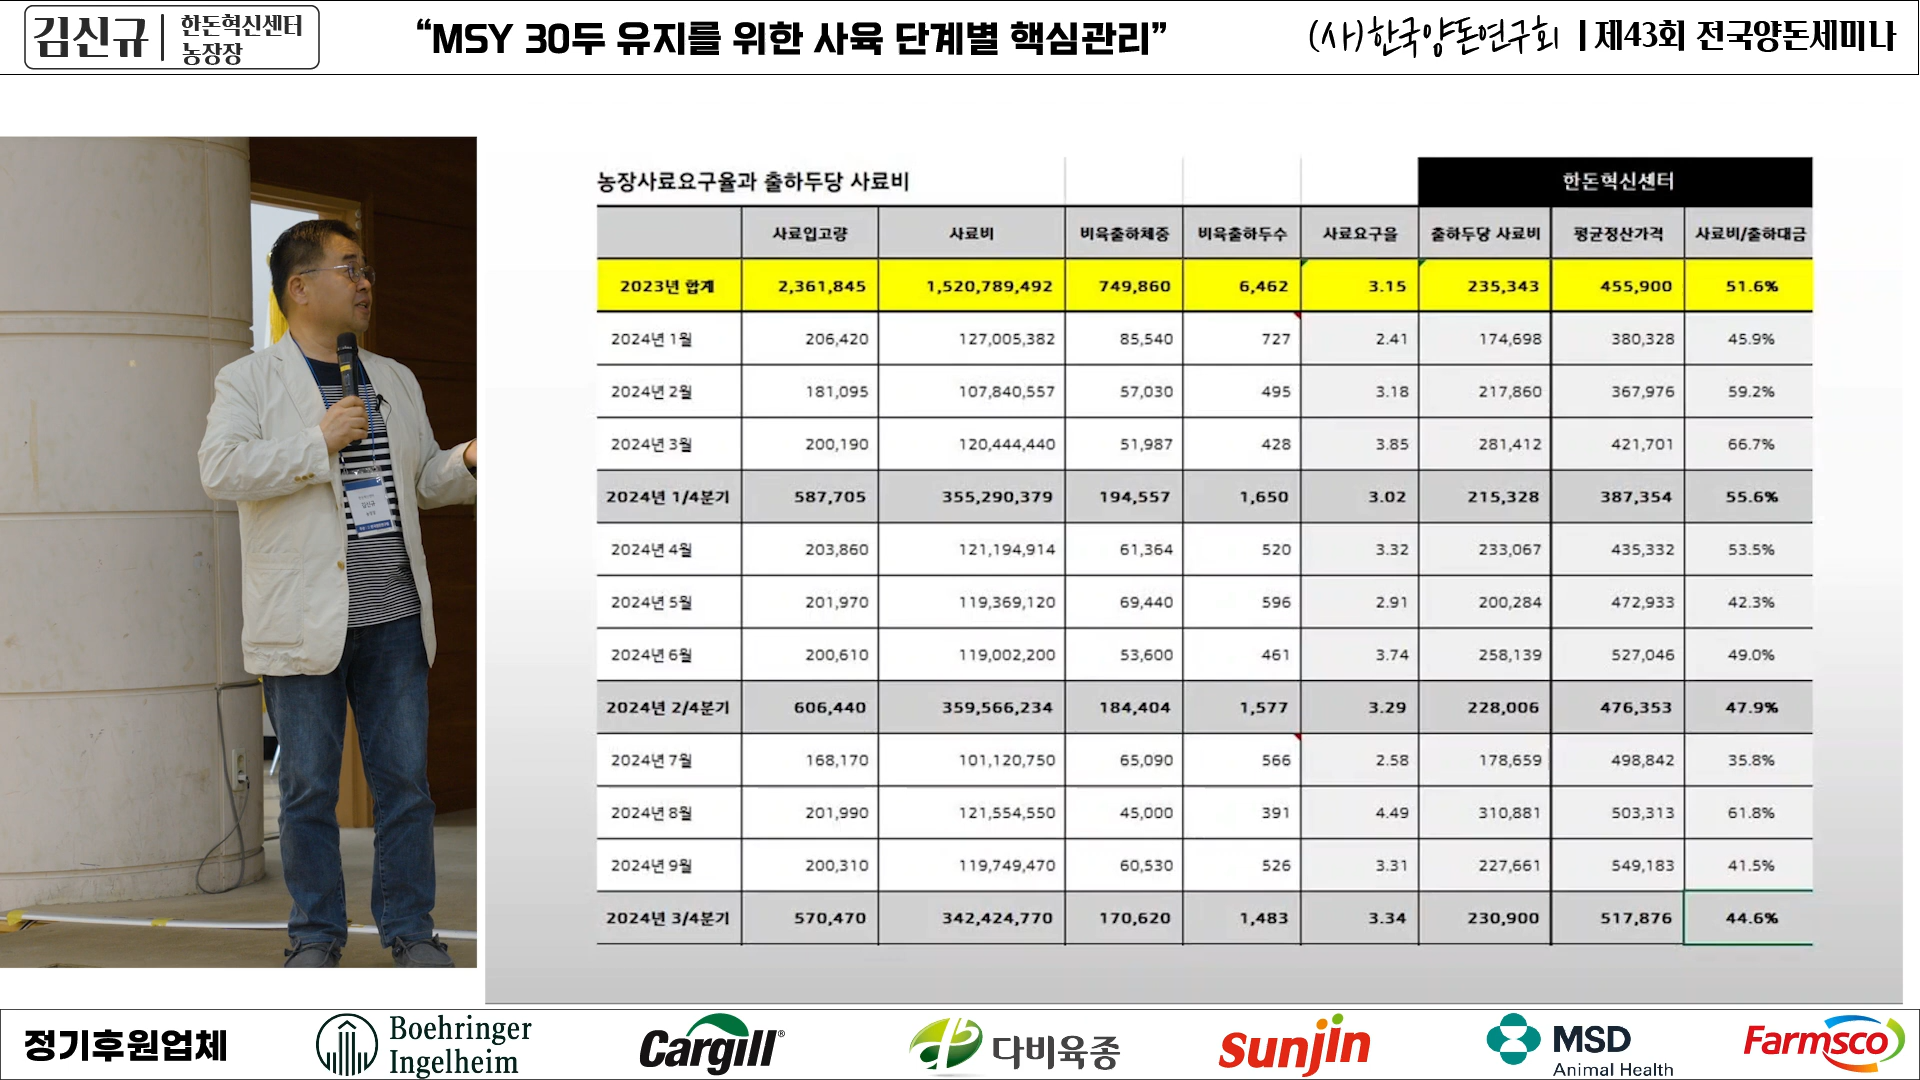 김신규 한돈혁신센터 농장장
“MSY 30두 유지를 위한 사육 단계별 핵심관리”
(사)한국양돈연구회 | 제43회 전국양돈세미나
농장사료요구율과 출하두당 사료비 한돈혁신센터
사료입고량 사료비 비육출하체중 비육출하두수 사료요구율 출하두당 사료비 평균정산가격 사료비/출하대금
2023년 합계 2,361,845 1,520,789,492 749,860 6,462 3.15 235,343 455,900 51.6%
2024년 1월 206,420 127,005,382 85,540 727 2.41 174,698 380,328 45.9%
2024년 2월 181,095 107,840,557 57,030 495 3.18 217,860 367,976 59.2%
2024년 3월 200,190 120,444,440 51,987 428 3.85 281,412 421,701 66.7%
2024년 1/4분기 587,705 355,290,379 194,557 1,650 3.02 215,328 387,354 55.6%
2024년 4월 203,860 121,194,914 61,364 520 3.32 233,067 435,332 53.5%
2024년 5월 201,970 119,369,120 69,440 596 2.91 200,284 472,933 42.3%
2024년 6월 200,610 119,002,200 53,600 461 3.74 258,139 527,046 49.0%
2024년 2/4분기 606,440 359,566,234 184,404 1,577 3.29 228,006 476,353 47.9%
2024년 7월 168,170 101,120,750 65,090 566 2.58 178,659 498,842 35.8%
2024년 8월 201,990 121,554,550 45,000 391 4.49 310,881 503,313 61.8%
2024년 9월 200,310 119,749,470 60,530 526 3.31 227,661 549,183 41.5%
2024년 3/4분기 570,470 342,424,770 170,620 1,483 3.34 230,900 517,876 44.6%
김신규
정기후원업체
Boehringer
Ingelheim
Cargill®
다비육종
Sunjin
MSD
Animal Health
Farmsco